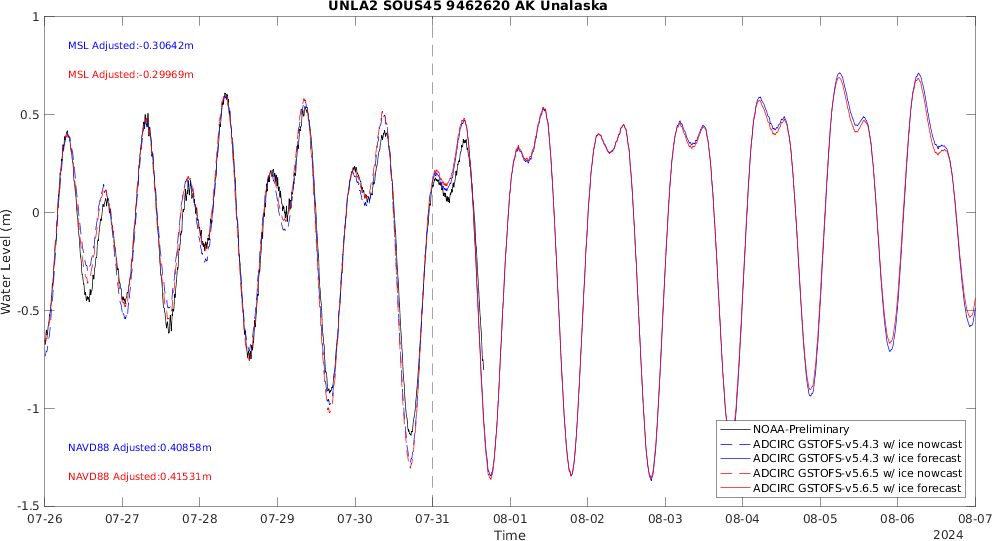 UNLA2 SOUS45 9462620 AK Unalaska
1
0.5
0
-0.5
-1
-1.5
Water Level (m)
MSL Adjusted:-0.30642m
MSL Adjusted:-0.29969m
NAVD88 Adjusted:0.40858m
NAVD88 Adjusted:0.41531m
NOAA-Preliminary
ADCIRC GSTOFS-v5.4.3 w/ ice nowcast
ADCIRC GSTOFS-v5.4.3 w/ ice forecast
ADCIRC GSTOFS-v5.6.5 w/ ice nowcast
ADCIRC GSTOFS-v5.6.5 w/ ice forecast
07-26 07-27 07-28 07-29 07-30 07-31 08-01 08-02 08-03 08-04 08-05 08-06 08-07
Time
2024